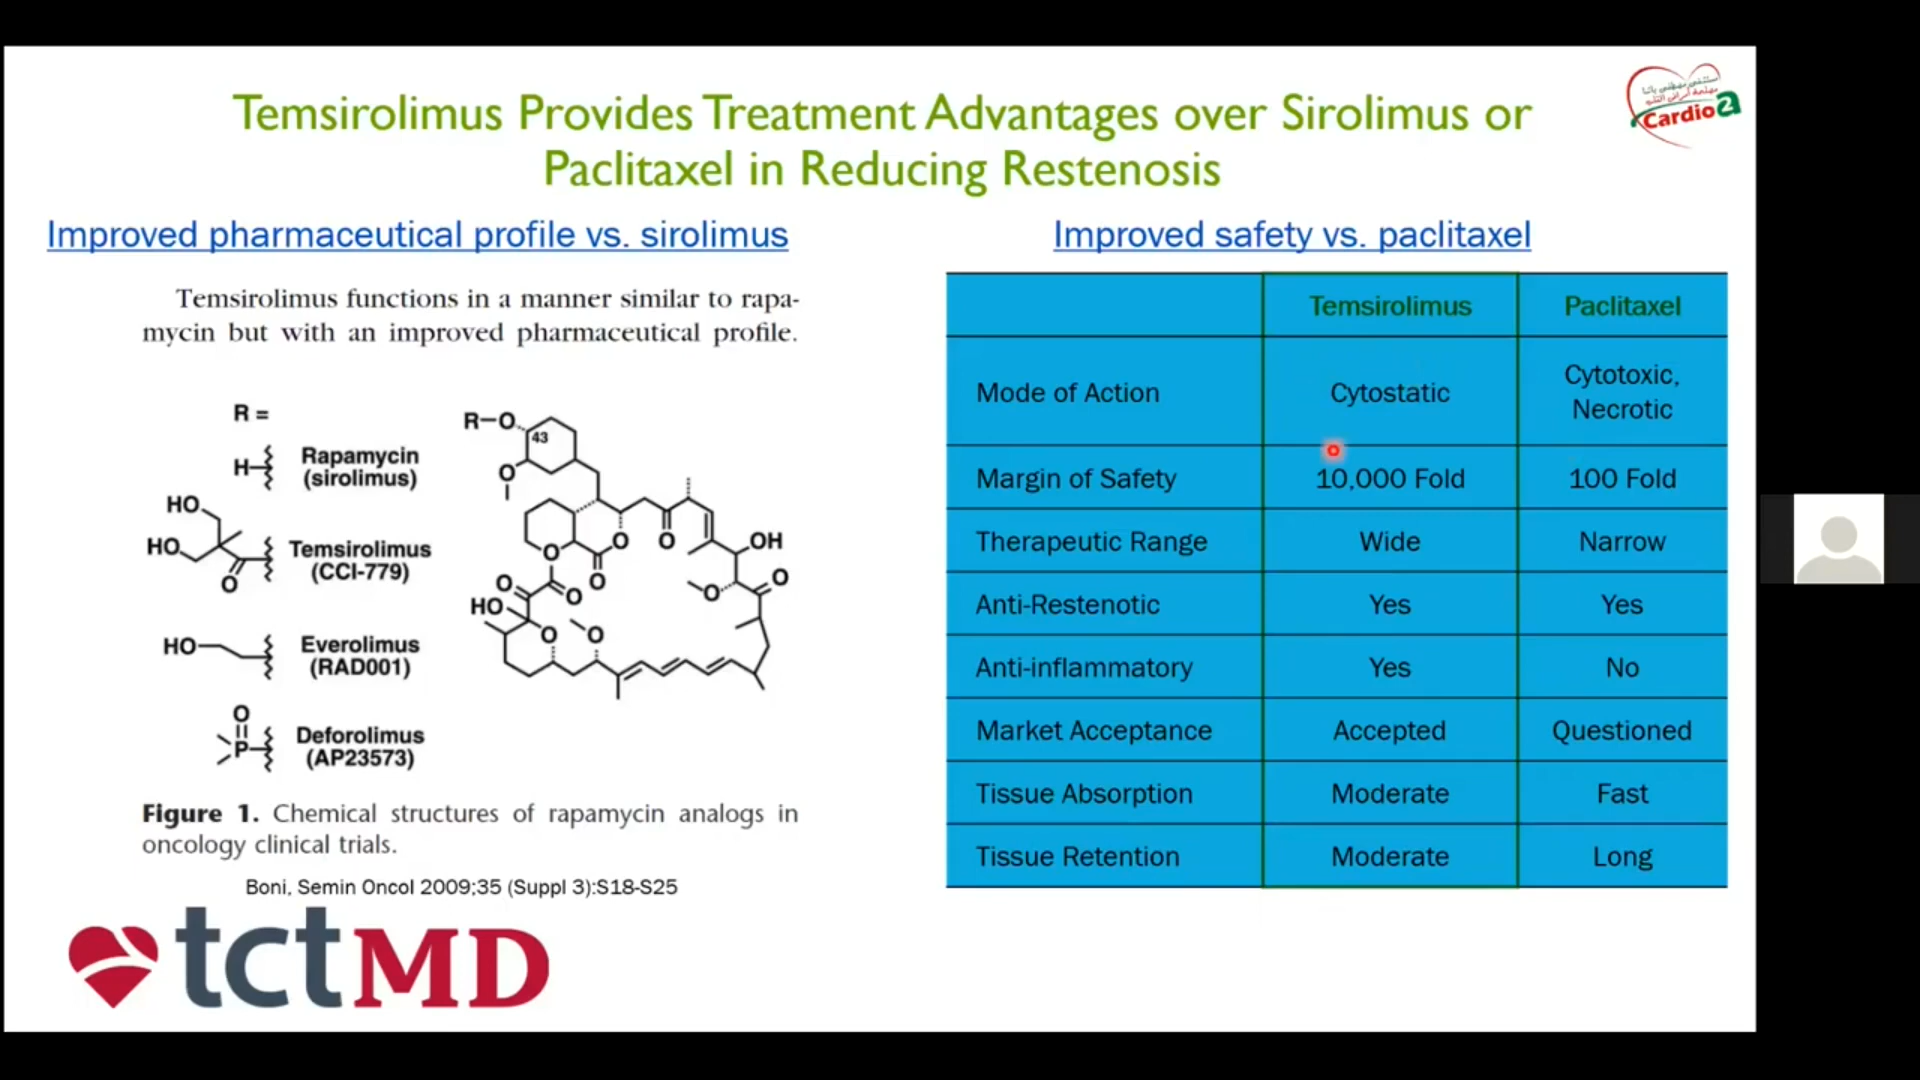 Temsirolimus Provides Treatment Advantages over Sirolimus or
Paclitaxel in Reducing Restenosis
Cardio2a
Improved pharmaceutical profile vs. sirolimus
Temsirolimus functions in a manner similar to rapa-
mycin but with an improved pharmaceutical profile.
R =
H
Rapamycin
(sirolimus)
HO
HO
O
Temsirolimus
(CCI-779)
HO
Everolimus
(RAD001)
O
P
Deforolimus
(AP23573)
R-O
43
O
O
O
O
O
OH
O
O
O
O
O
HO
O
O
Figure 1. Chemical structures of rapamycin analogs in
oncology clinical trials.
Boni, Semin Oncol 2009;35 (Suppl 3):S18-S25
tctMD
Improved safety vs. paclitaxel
Temsirolimus Paclitaxel
Mode of Action Cytostatic Cytotoxic,
Necrotic
Margin of Safety 10,000 Fold 100 Fold
Therapeutic Range Wide Narrow
Anti-Restenotic Yes Yes
Anti-inflammatory Yes No
Market Acceptance Accepted Questioned
Tissue Absorption Moderate Fast
Tissue Retention Moderate Long